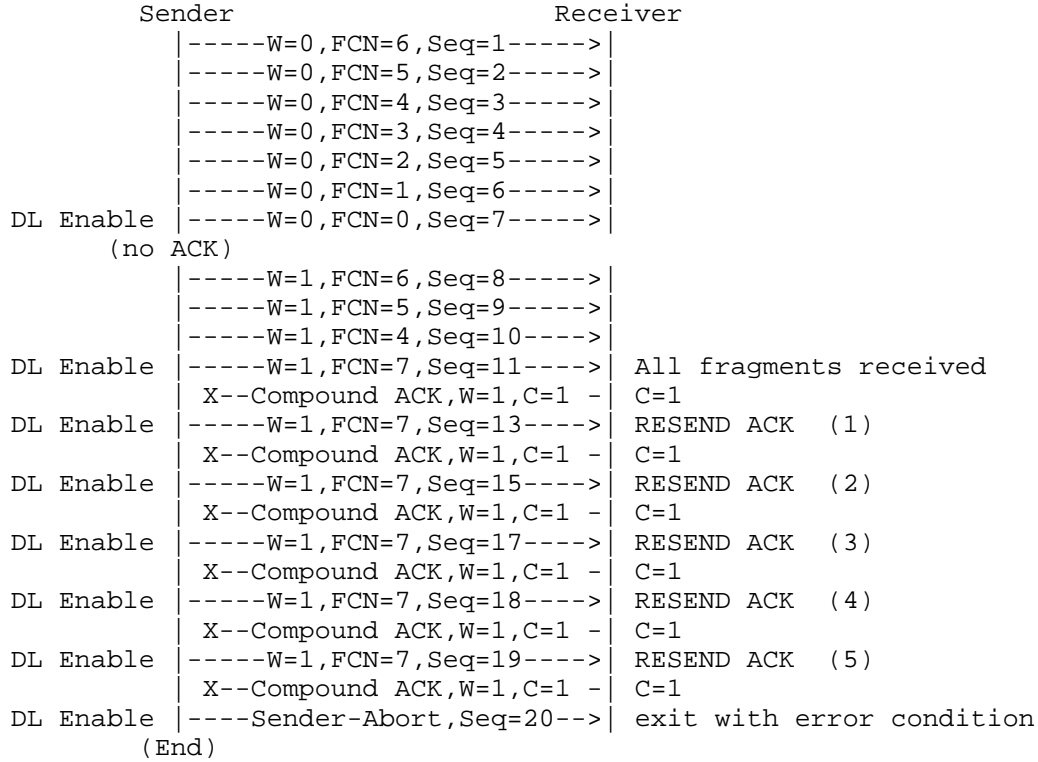 Sender                      Receiver
          |-----W=0,FCN=6,Seq=1----->|
          |-----W=0,FCN=5,Seq=2----->|
          |-----W=0,FCN=4,Seq=3----->|
          |-----W=0,FCN=3,Seq=4----->|
          |-----W=0,FCN=2,Seq=5----->|
          |-----W=0,FCN=1,Seq=6----->|
DL Enable |-----W=0,FCN=0,Seq=7----->|
      (no ACK)
          |-----W=1,FCN=6,Seq=8----->|
          |-----W=1,FCN=5,Seq=9----->|
          |-----W=1,FCN=4,Seq=10---->|
DL Enable |-----W=1,FCN=7,Seq=11---->| All fragments received
          | X--Compound ACK,W=1,C=1 -| C=1
DL Enable |-----W=1,FCN=7,Seq=13---->| RESEND ACK  (1)
          | X--Compound ACK,W=1,C=1 -| C=1
DL Enable |-----W=1,FCN=7,Seq=15---->| RESEND ACK  (2)
          | X--Compound ACK,W=1,C=1 -| C=1
DL Enable |-----W=1,FCN=7,Seq=17---->| RESEND ACK  (3)
          | X--Compound ACK,W=1,C=1 -| C=1
DL Enable |-----W=1,FCN=7,Seq=18---->| RESEND ACK  (4)
          | X--Compound ACK,W=1,C=1 -| C=1
DL Enable |-----W=1,FCN=7,Seq=19---->| RESEND ACK  (5)
          | X--Compound ACK,W=1,C=1 -| C=1
DL Enable |----Sender-Abort,Seq=20-->| exit with error condition
        (End)